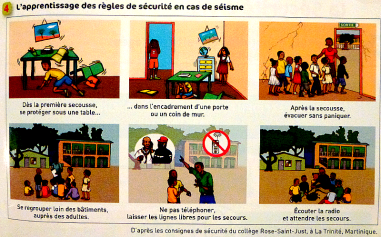 4 L'apprentissage des règles de sécurité en cas de séisme
Dès la première secousse,
se protéger sous une table...
... dans l'encadrement d'une porte
ou un coin de mur.
Après la secousse,
évacuer sans paniquer.
Se regrouper loin des bâtiments,
auprès des adultes.
Ne pas téléphoner,
laisser les lignes libres pour les secours.
Écouter la radio
et attendre les secours.
D'après les consignes de sécurité du collège Rose-Saint-Just, à La Trinité, Martinique.